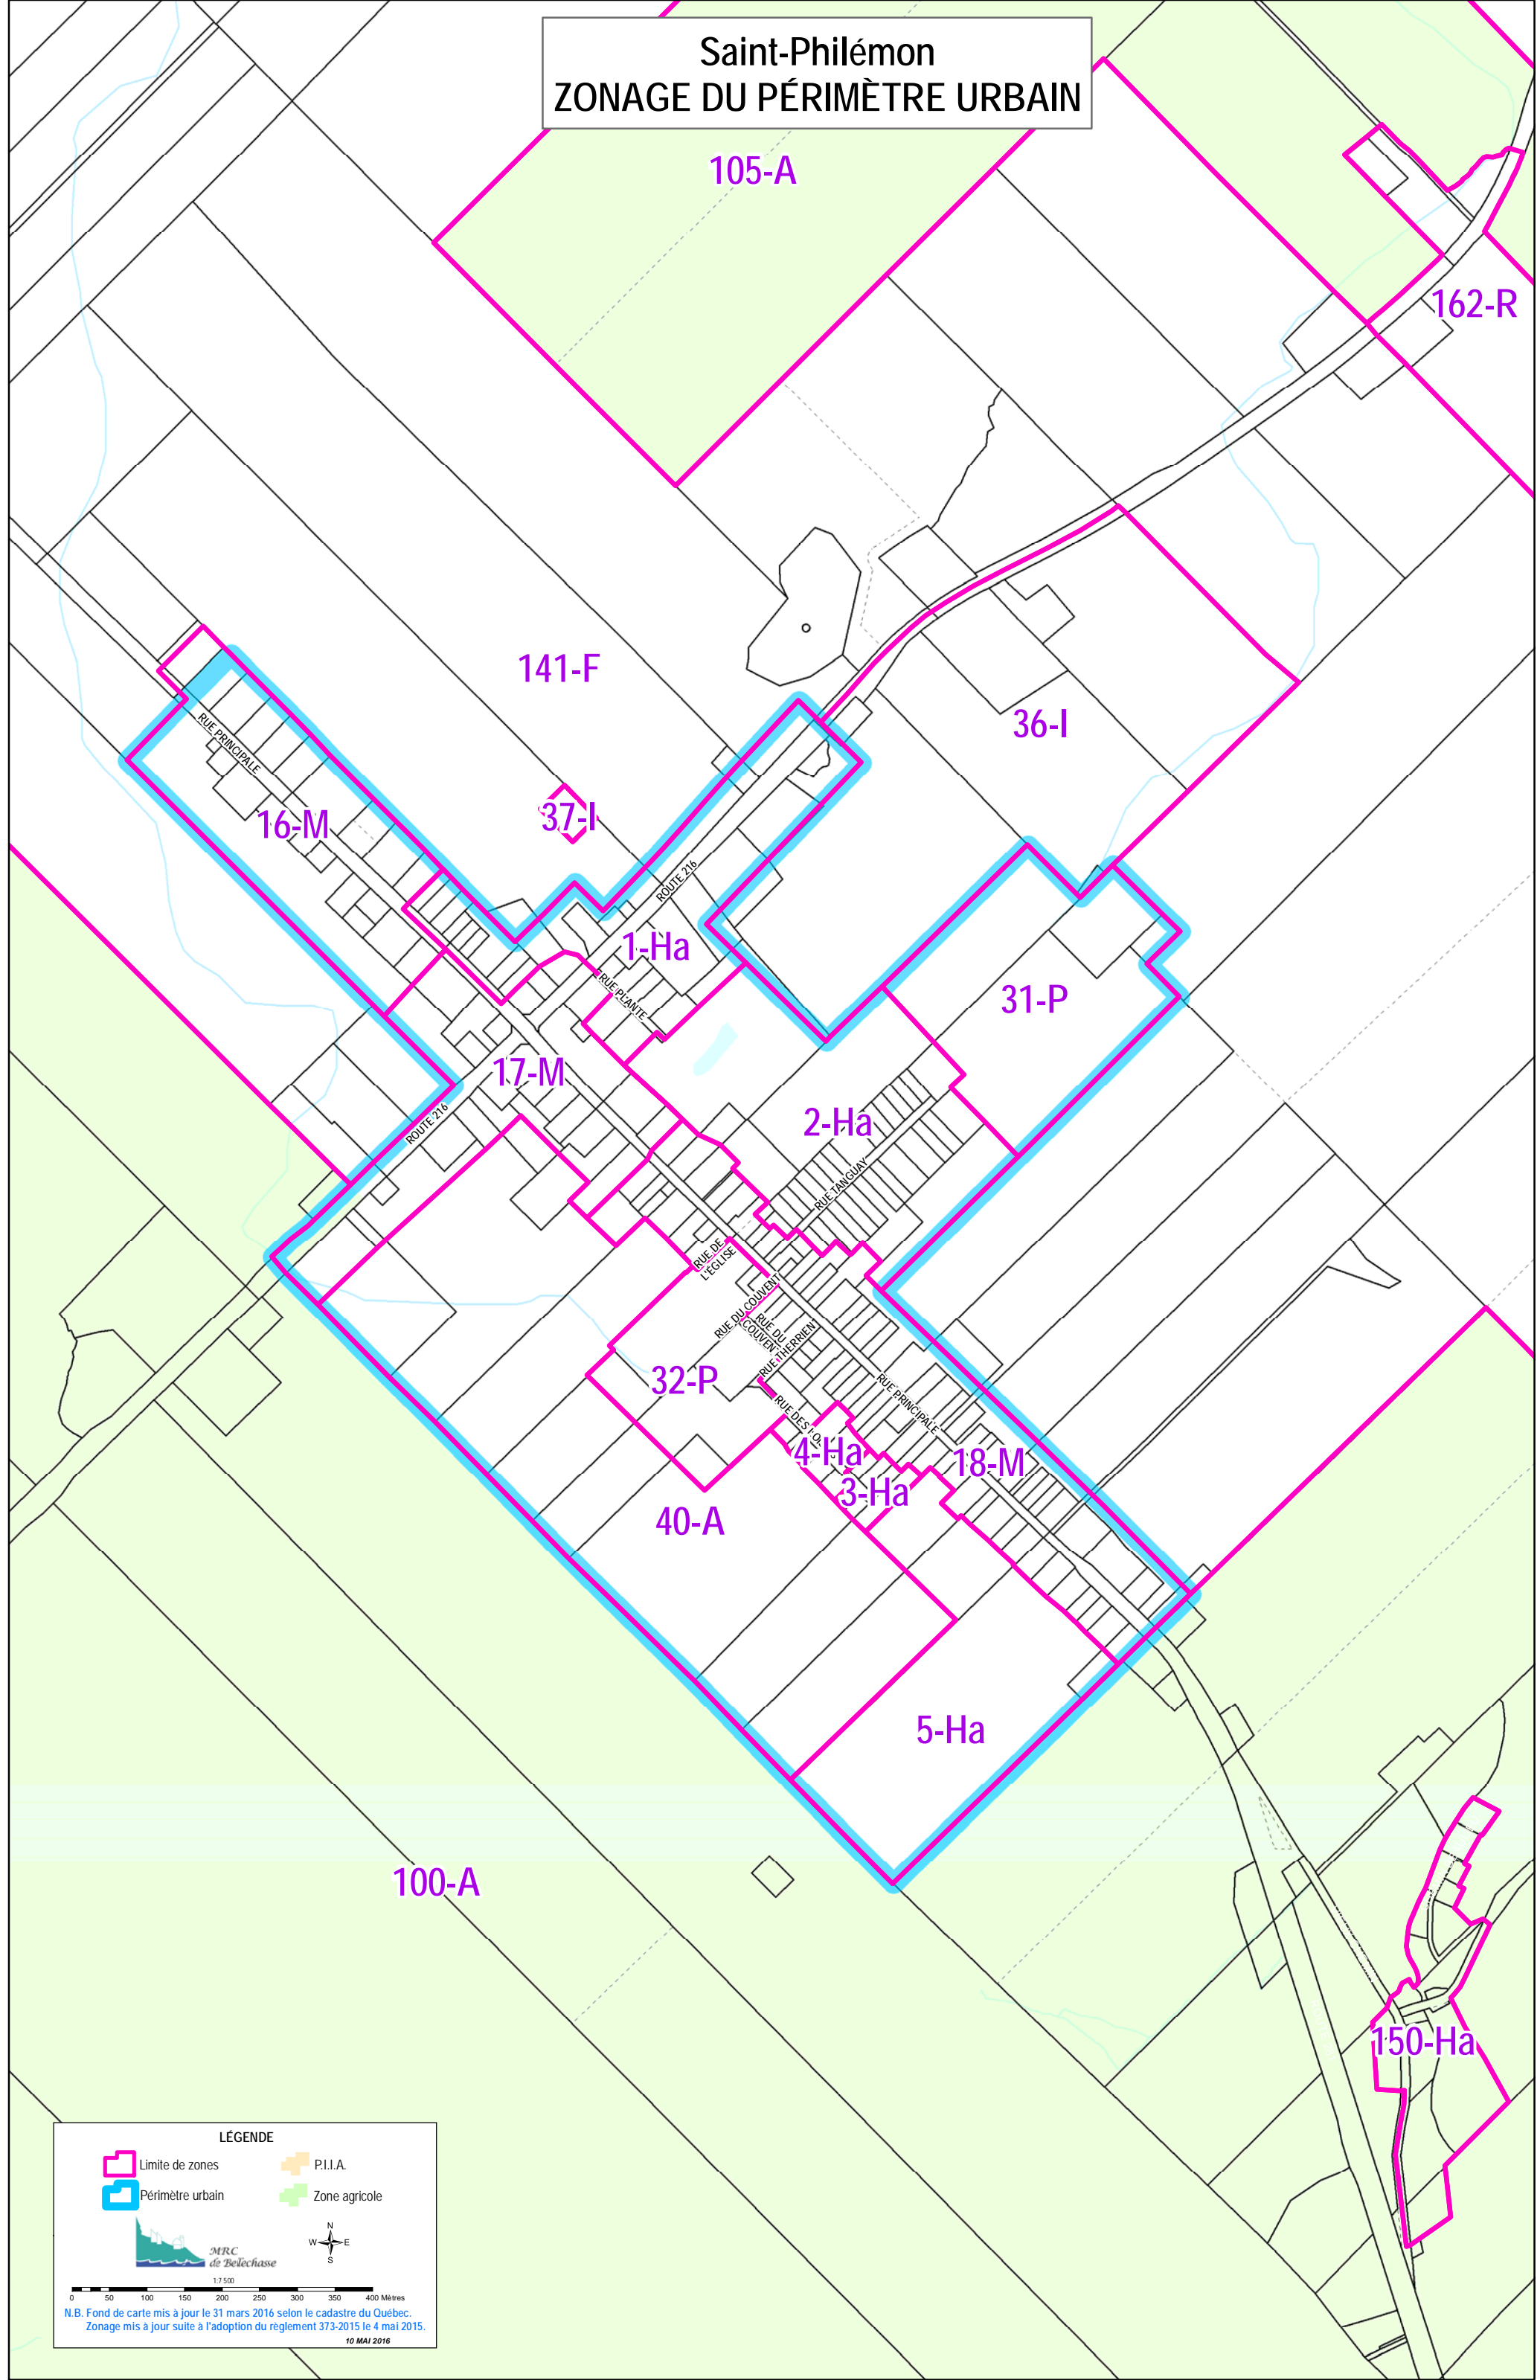 Saint-Philémon
ZONAGE DU PÉRIMÈTRE URBAIN
105-A
162-R
141-F
36-I
RUE PRINCIPALE
37-I
16-M
ROUTE 216
1-Ha
RUE PLANTE
31-P
17-M
ROUTE 216
2-Ha
RUE TANGUAY
RUE DE
L'ÉGLISE
RUE DU COUVENT
RUE DU
COUVENT
RUE THERRIEN
32-P
RUE PRINCIPALE
RUE DES
4-Ha
18-M
3-Ha
40-A
5-Ha
100-A
150-Ha
LÉGENDE
Limite de zones
P.I.I.A.
Périmètre urbain
Zone agricole
MRC
de Bellechasse
N
W E
S
1:7 500
0 50 100 150 200 250 300 350 400 Mètres
N.B. Fond de carte mis à jour le 31 mars 2016 selon le cadastre du Québec.
Zonage mis à jour suite à l'adoption du règlement 373-2015 le 4 mai 2015.
10 MAI 2016